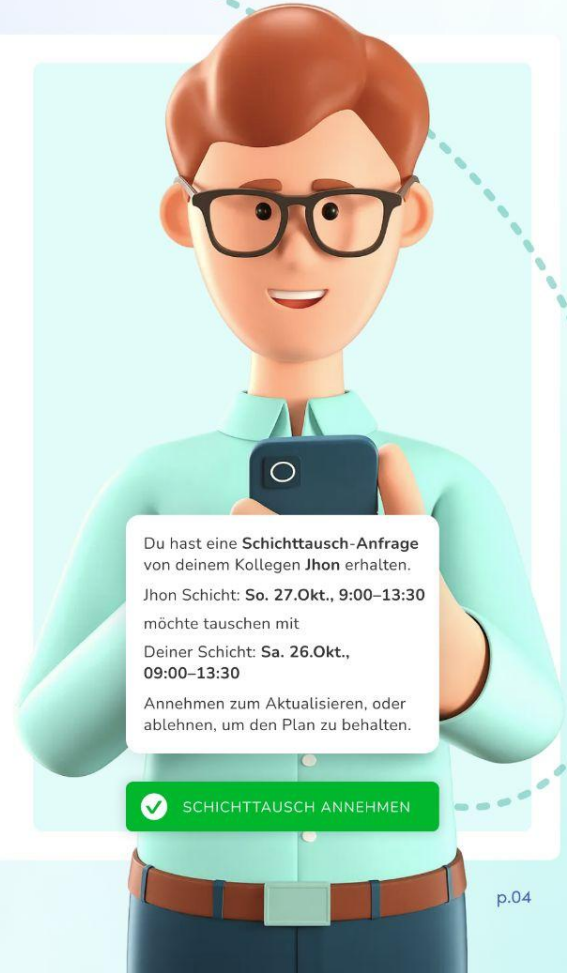 Du hast eine Schichttausch-Anfrage
von deinem Kollegen Jhon erhalten.
Jhon Schicht: So. 27.Okt., 9:00–13:30
möchte tauschen mit
Deiner Schicht: Sa. 26.Okt.,
09:00–13:30
Annehmen zum Aktualisieren, oder
ablehnen, um den Plan zu behalten.
SCHICHTTAUSCH ANNEHMEN
p.04